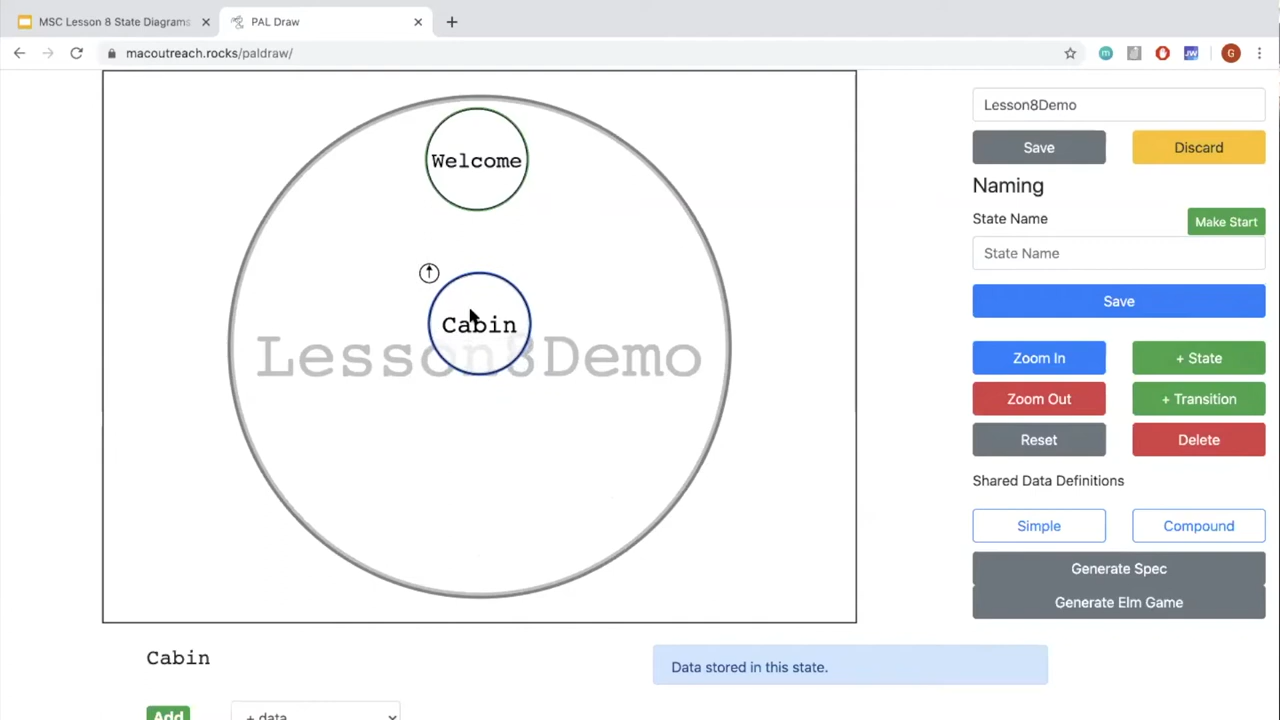 MSC Lesson 8 State Diagrams
PAL Draw
macoutreach.rocks/paldraw/
Welcome
Cabin
Lesson8Demo
Lesson8Demo
Save
Discard
Naming
State Name
Make Start
State Name
Save
Zoom In
+ State
Zoom Out
+ Transition
Reset
Delete
Shared Data Definitions
Simple
Compound
Generate Spec
Generate Elm Game
Cabin
Data stored in this state.
Add
+ data